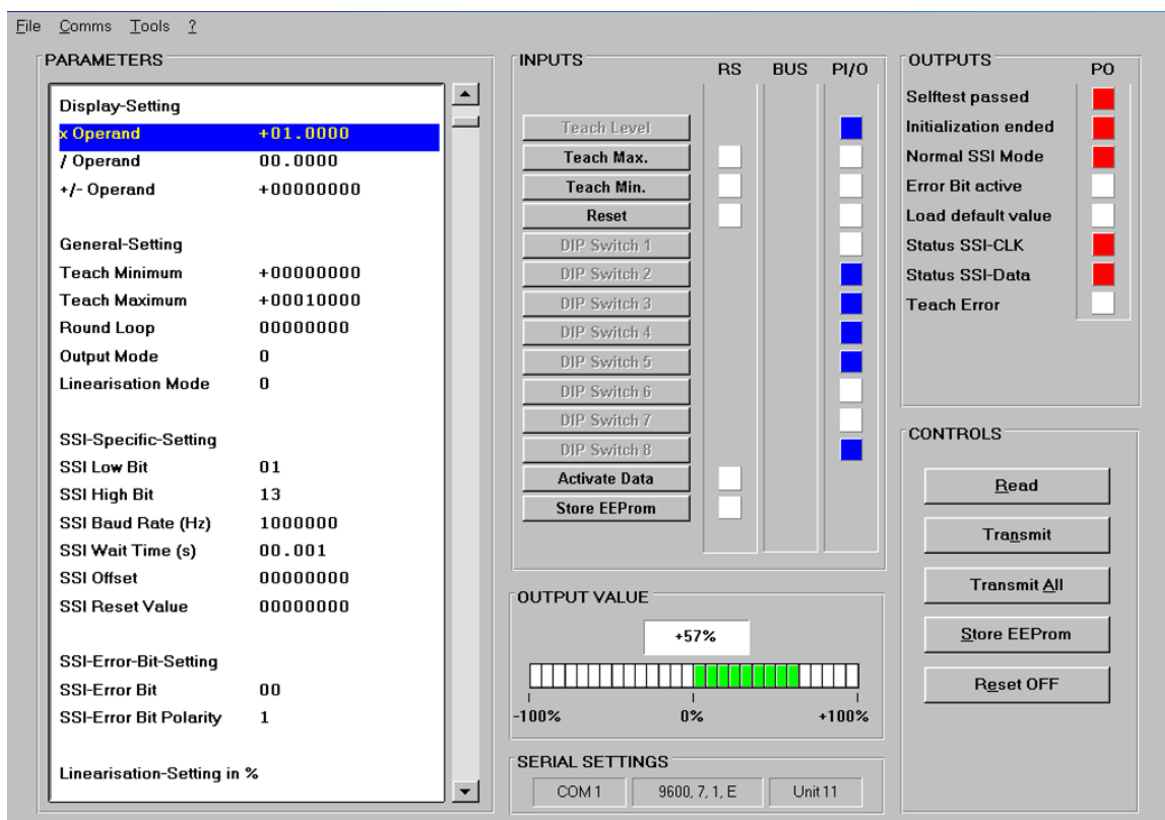 File Comms Tools ?
PARAMETERS
Display-Setting
x Operand +01.0000
/ Operand 00.0000
+/- Operand +00000000
General-Setting
Teach Minimum +00000000
Teach Maximum +00010000
Round Loop 00000000
Output Mode 0
Linearisation Mode 0
SSI-Specific-Setting
SSI Low Bit 01
SSI High Bit 13
SSI Baud Rate (Hz) 1000000
SSI Wait Time (s) 00.001
SSI Offset 00000000
SSI Reset Value 00000000
SSI-Error-Bit-Setting
SSI-Error Bit 00
SSI-Error Bit Polarity 1
Linearisation-Setting in %
INPUTS
RS BUS PI/O
Teach Level
Teach Max.
Teach Min.
Reset
DIP Switch 1
DIP Switch 2
DIP Switch 3
DIP Switch 4
DIP Switch 5
DIP Switch 6
DIP Switch 7
DIP Switch 8
Activate Data
Store EEProm
OUTPUT VALUE
+57%
-100% 0% +100%
SERIAL SETTINGS
COM 1 9600, 7, 1, E Unit 11
OUTPUTS
PO
Selftest passed
Initialization ended
Normal SSI Mode
Error Bit active
Load default value
Status SSI-CLK
Status SSI-Data
Teach Error
CONTROLS
Read
Transmit
Transmit All
Store EEProm
Reset OFF